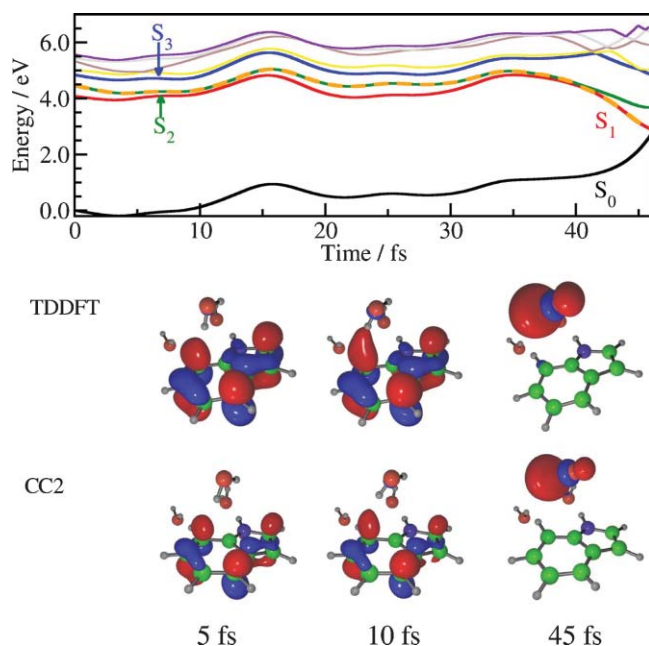 6.0
S3
4.0
Energy / eV
S2
S1
2.0
S0
0.0
0
10
20
30
40
Time / fs
TDDFT
CC2
5 fs
10 fs
45 fs